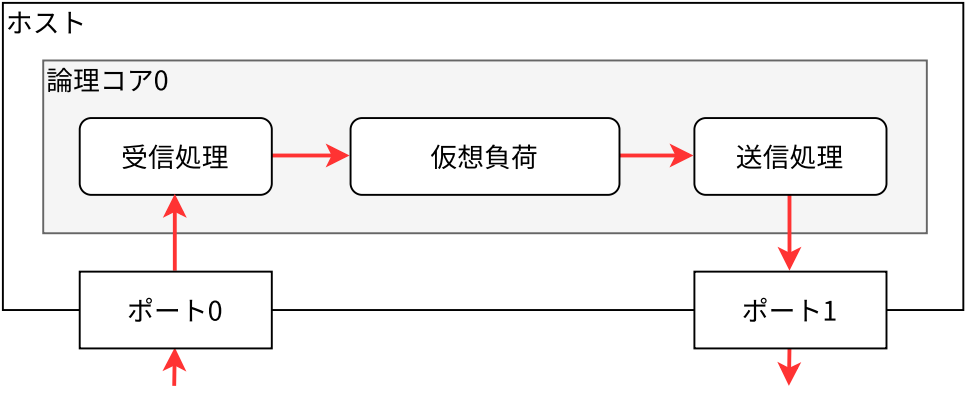 ホスト
論理コア0
受信処理
仮想負荷
送信処理
ポート0
ポート1